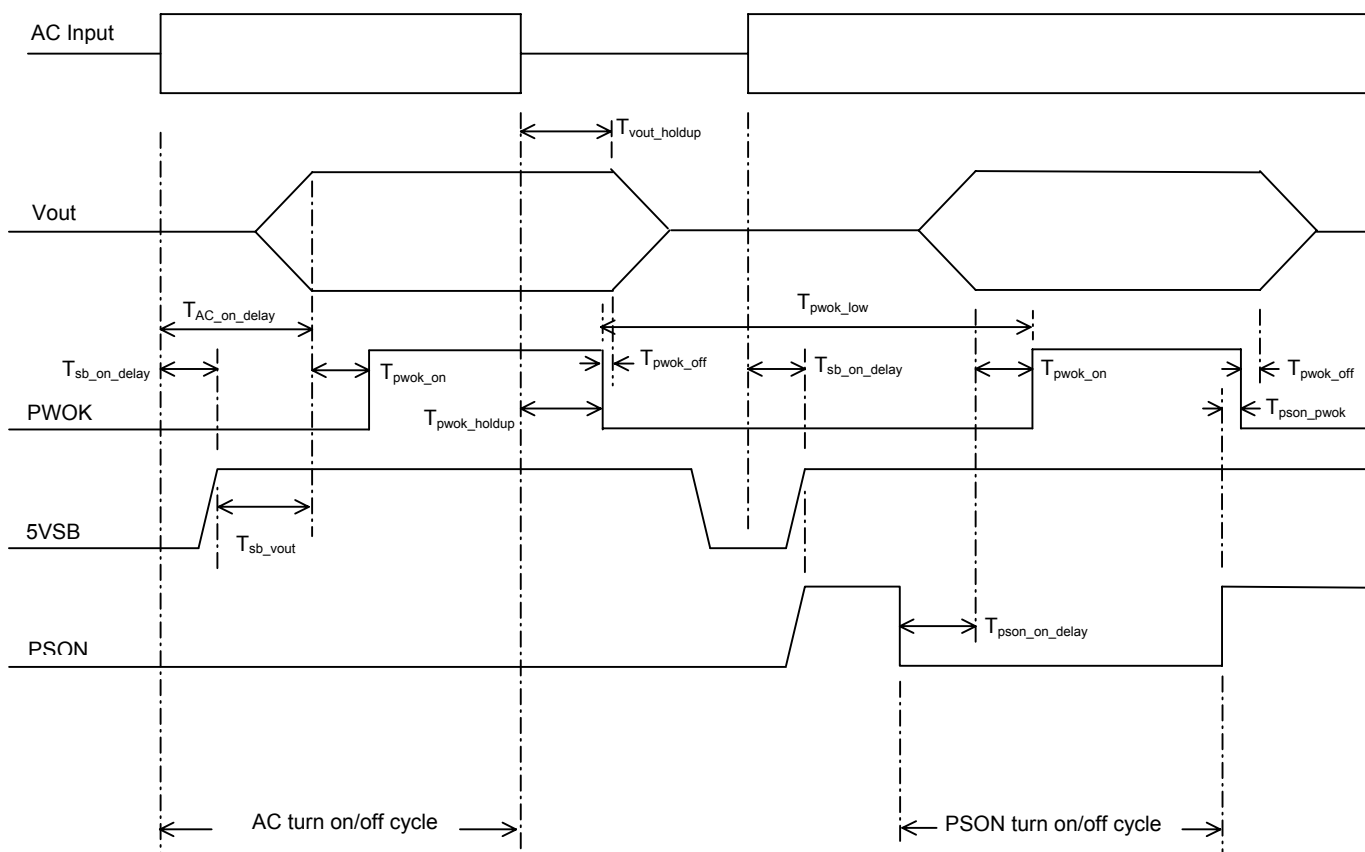 AC Input
Tvout_holdup
Vout
TAC_on_delay
Tpwok_low
Tsb_on_delay
Tpwok_on
Tpwok_off
Tsb_on_delay
Tpwok_on
Tpwok_off
PWOK
Tpwok_holdup
Tpson_pwok
5VSB
Tsb_vout
Tpson_on_delay
PSON
AC turn on/off cycle
PSON turn on/off cycle